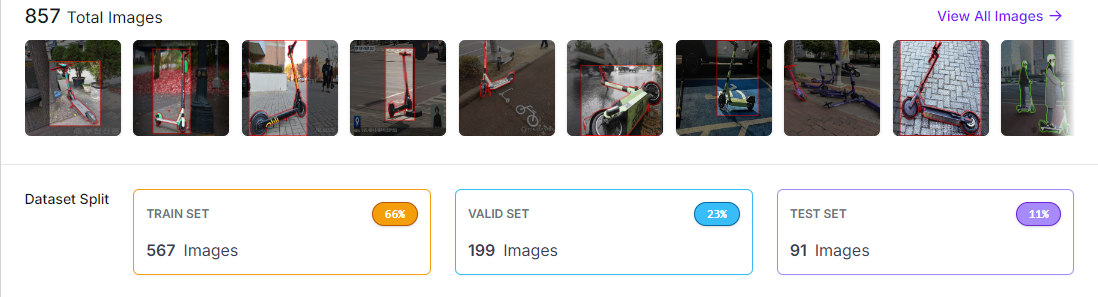 857 Total Images
View All Images →
Dataset Split
TRAIN SET
66%
567 Images
VALID SET
23%
199 Images
TEST SET
11%
91 Images